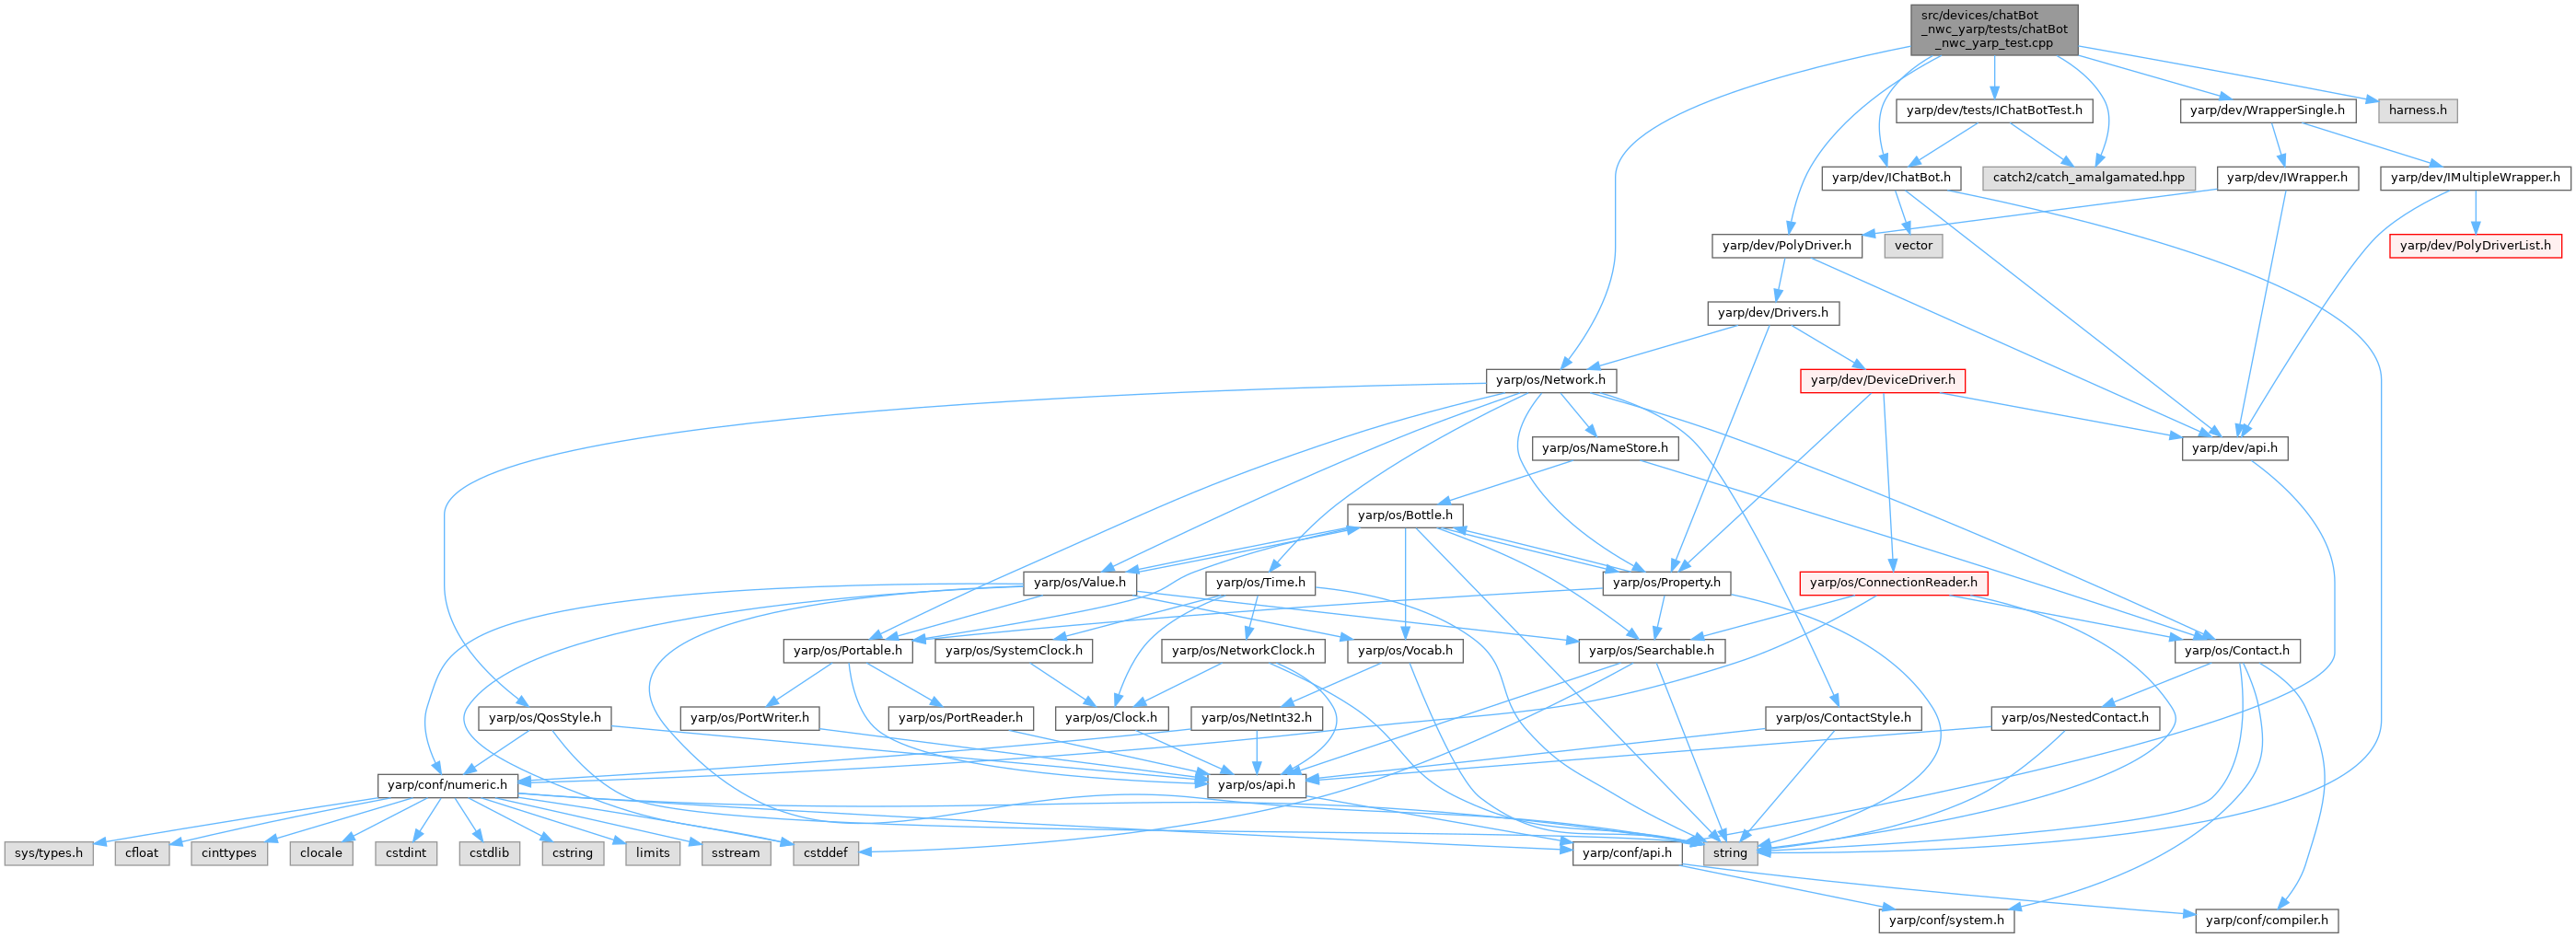 src/devices/chatBot
_nwc_yarp/tests/chatBot
_nwc_yarp_test.cpp
yarp/dev/tests/IChatBotTest.h
yarp/dev/WrapperSingle.h
harness.h
yarp/dev/IChatBot.h
catch2/catch_amalgamated.hpp
yarp/dev/IWrapper.h
yarp/dev/IMultipleWrapper.h
yarp/dev/PolyDriver.h
vector
yarp/dev/PolyDriverList.h
yarp/dev/Drivers.h
yarp/os/Network.h
yarp/dev/DeviceDriver.h
yarp/os/NameStore.h
yarp/dev/api.h
yarp/os/Bottle.h
yarp/os/Value.h
yarp/os/Time.h
yarp/os/Property.h
yarp/os/ConnectionReader.h
yarp/os/Portable.h
yarp/os/SystemClock.h
yarp/os/NetworkClock.h
yarp/os/Vocab.h
yarp/os/Searchable.h
yarp/os/Contact.h
yarp/os/QosStyle.h
yarp/os/PortWriter.h
yarp/os/PortReader.h
yarp/os/Clock.h
yarp/os/NetInt32.h
yarp/os/ContactStyle.h
yarp/os/NestedContact.h
yarp/conf/numeric.h
yarp/os/api.h
sys/types.h
cfloat
cinttypes
clocale
cstdint
cstdlib
cstring
limits
sstream
cstddef
yarp/conf/api.h
string
yarp/conf/system.h
yarp/conf/compiler.h